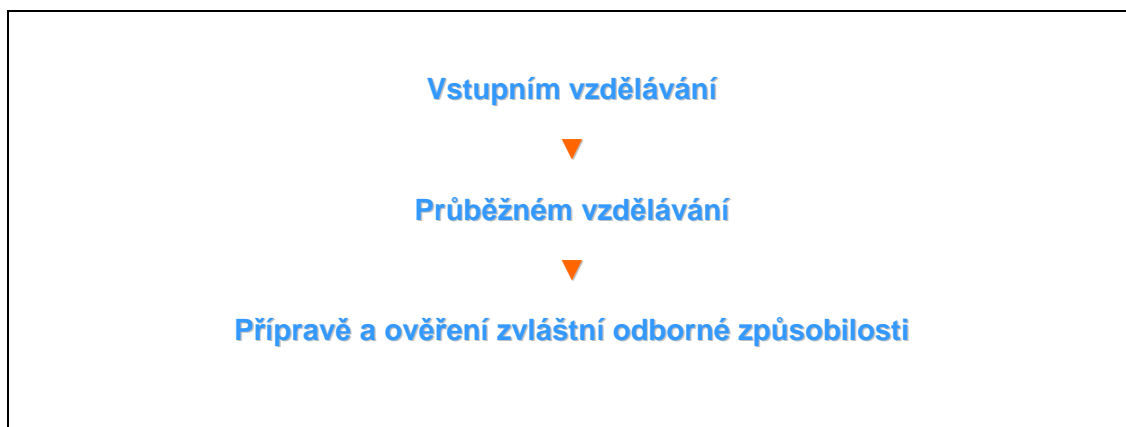 Vstupním vzdělávání
Průběžném vzdělávání
Přípravě a ověření zvláštní odborné způsobilosti